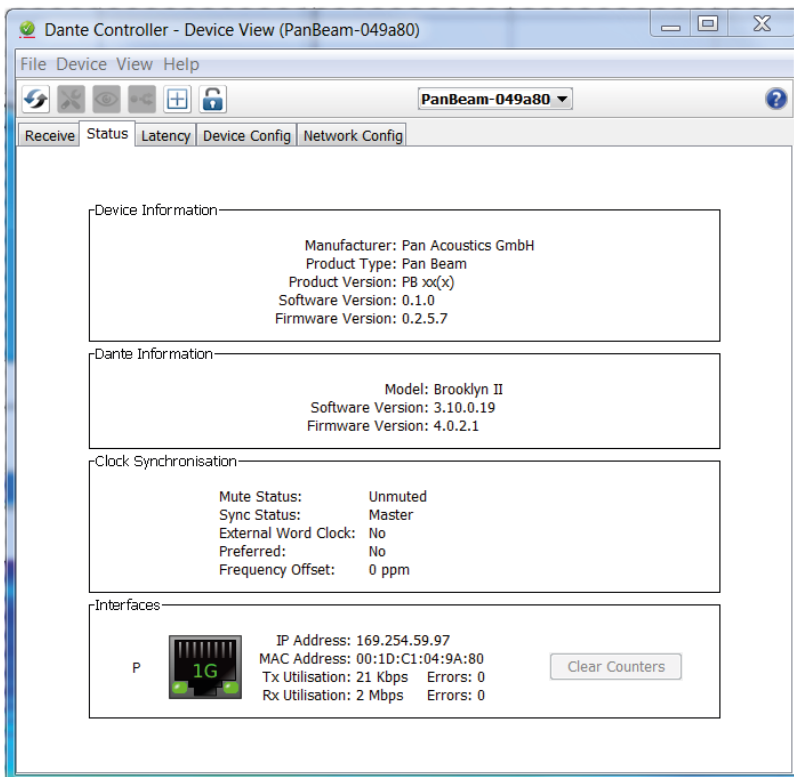 Dante Controller - Device View (PanBeam-049a80)
File Device View Help
PanBeam-049a80
Receive Status Latency Device Config Network Config
Device Information
Manufacturer: Pan Acoustics GmbH
Product Type: Pan Beam
Product Version: PB xx(x)
Software Version: 0.1.0
Firmware Version: 0.2.5.7
Dante Information
Model: Brooklyn II
Software Version: 3.10.0.19
Firmware Version: 4.0.2.1
Clock Synchronisation
Mute Status: Unmuted
Sync Status: Master
External Word Clock: No
Preferred: No
Frequency Offset: 0 ppm
Interfaces
P
1G
IP Address: 169.254.59.97
MAC Address: 00:1D:C1:04:9A:80
Tx Utilisation: 21 Kbps Errors: 0
Rx Utilisation: 2 Mbps Errors: 0
Clear Counters